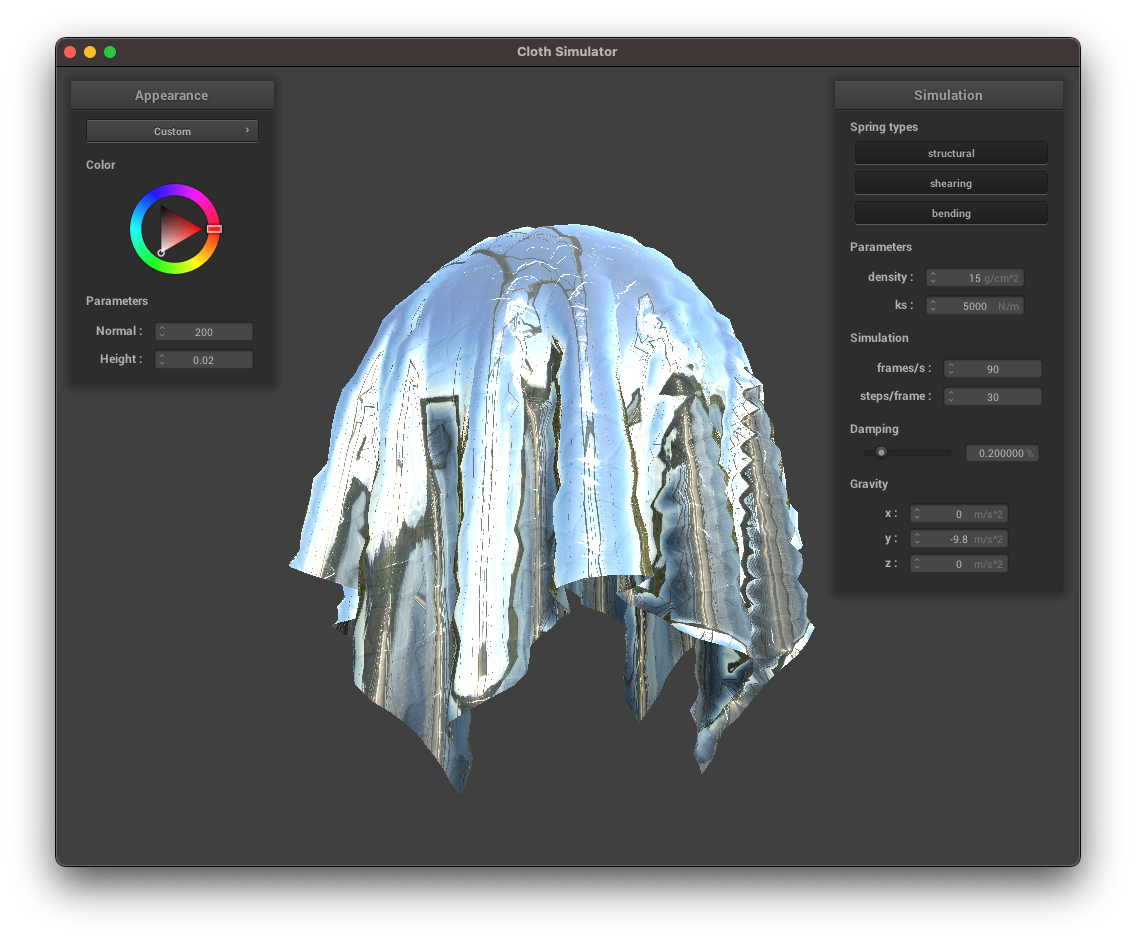 Cloth Simulator
Appearance
Custom
Color
Parameters
Normal : 200
Height : 0.02
Simulation
Spring types
structural
shearing
bending
Parameters
density : 15 g/cm^2
ks : 5000 N/m
Simulation
frames/s : 90
steps/frame : 30
Damping
0.200000 %
Gravity
x : 0 m/s^2
y : -9.8 m/s^2
z : 0 m/s^2